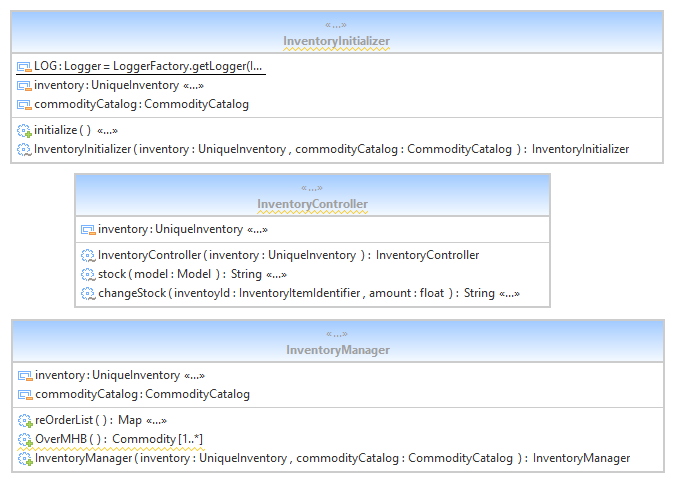 «...»
InventoryInitializer
LOG : Logger = LoggerFactory.getLogger(I...
inventory : UniqueInventory «...»
commodityCatalog : CommodityCatalog
initialize ( ) «...»
InventoryInitializer ( inventory : UniqueInventory , commodityCatalog : CommodityCatalog ) : InventoryInitializer
«...»
InventoryController
inventory : UniqueInventory «...»
InventoryController ( inventory : UniqueInventory ) : InventoryController
stock ( model : Model ) : String «...»
changeStock ( inventoyId : InventoryItemIdentifier , amount : float ) : String «...»
«...»
InventoryManager
inventory : UniqueInventory «...»
commodityCatalog : CommodityCatalog
reOrderList ( ) : Map «...»
OverMHB ( ) : Commodity [1..*]
InventoryManager ( inventory : UniqueInventory , commodityCatalog : CommodityCatalog ) : InventoryManager